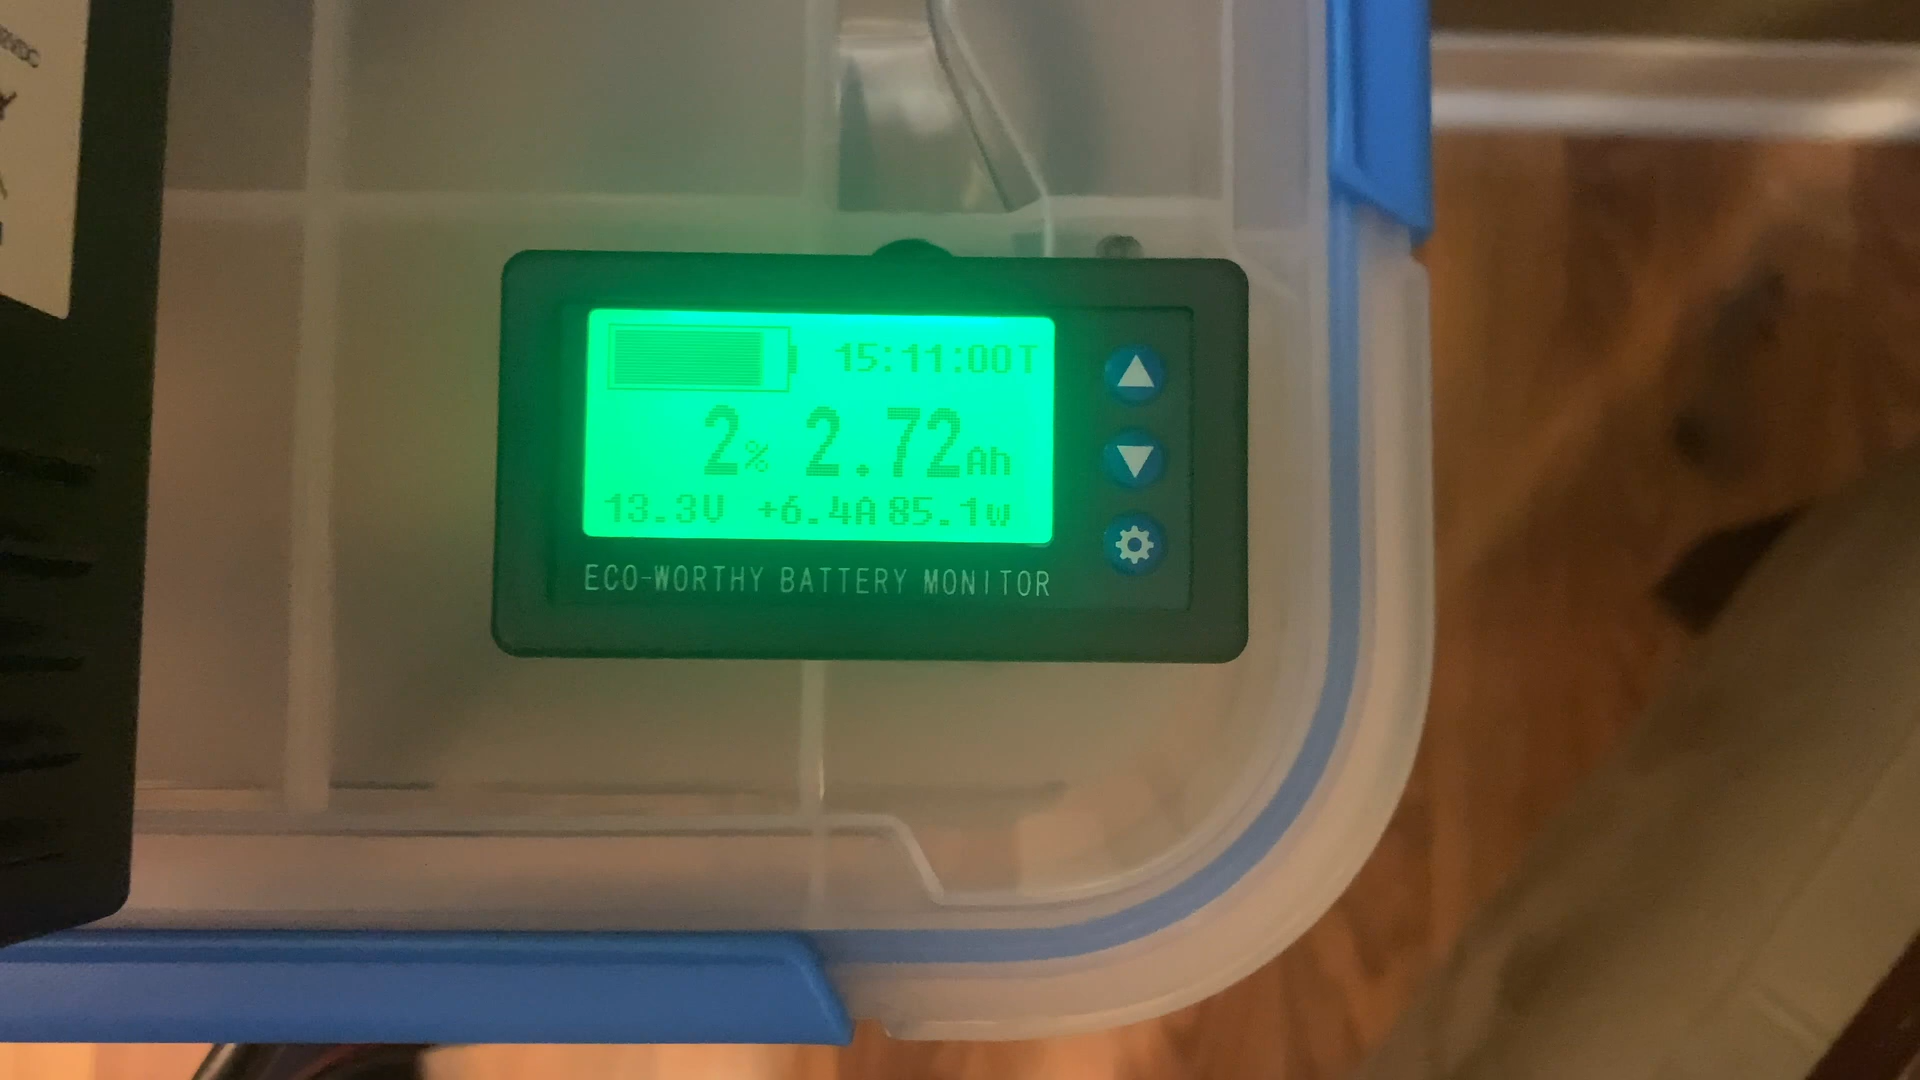 15:11:00T
2% 2.72Ah
13.3V +6.4A 85.1W
ECO-WORTHY BATTERY MONITOR